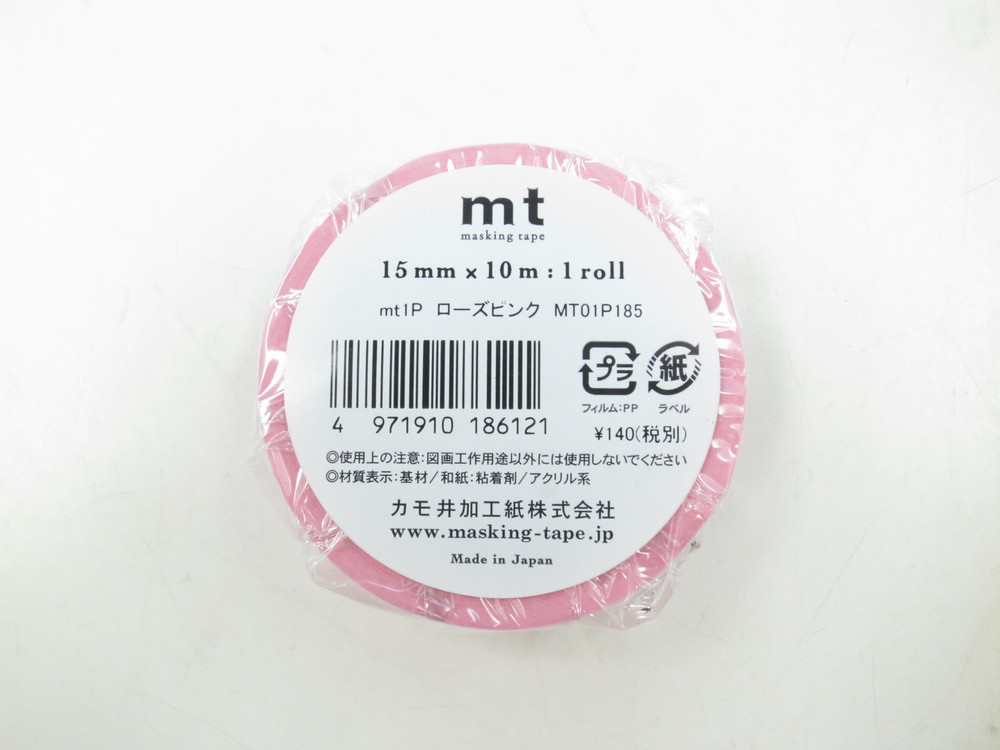 mt
masking tape
15mm × 10m : 1 roll
mt1P ローズピンク MT01P185
プラ 紙
フィルム:PP ラベル
4 971910 186121
¥140(税別)
◎使用上の注意:図画工作用途以外には使用しないでください
◎材質表示:基材/和紙:粘着剤/アクリル系
カモ井加工紙株式会社
www.masking-tape.jp
Made in Japan